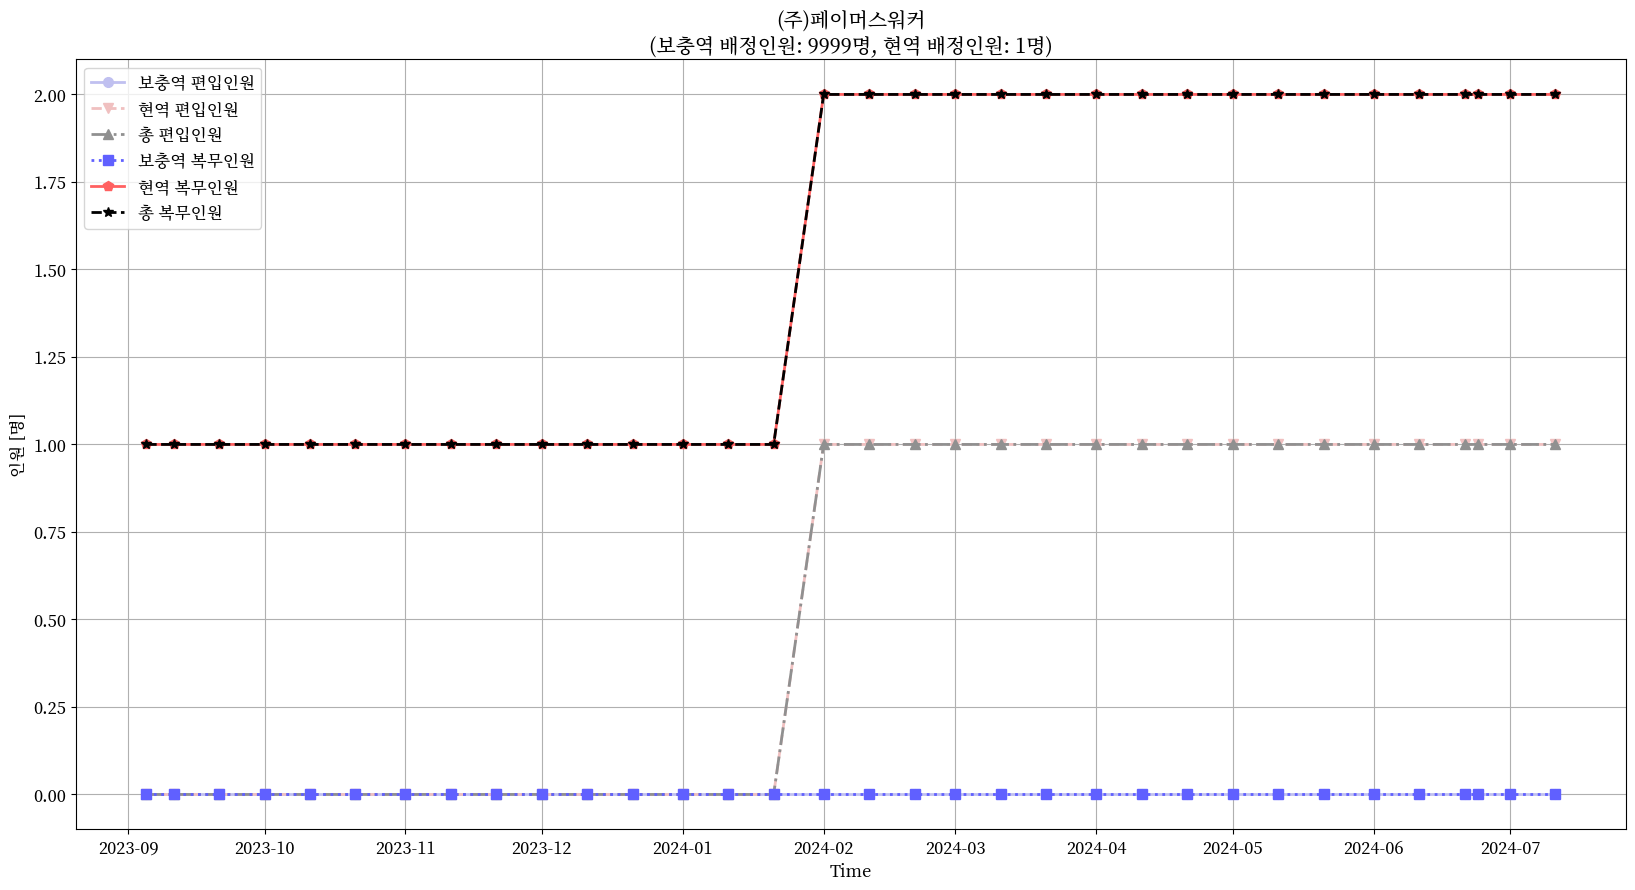 (주)페이머스워커
(보충역 배정인원: 9999명, 현역 배정인원: 1명)
보충역 편입인원
현역 편입인원
총 편입인원
보충역 복무인원
현역 복무인원
총 복무인원
2.00
1.75
1.50
1.25
1.00
0.75
0.50
0.25
0.00
인원 [명]
2023-09 2023-10 2023-11 2023-12 2024-01 2024-02 2024-03 2024-04 2024-05 2024-06 2024-07
Time